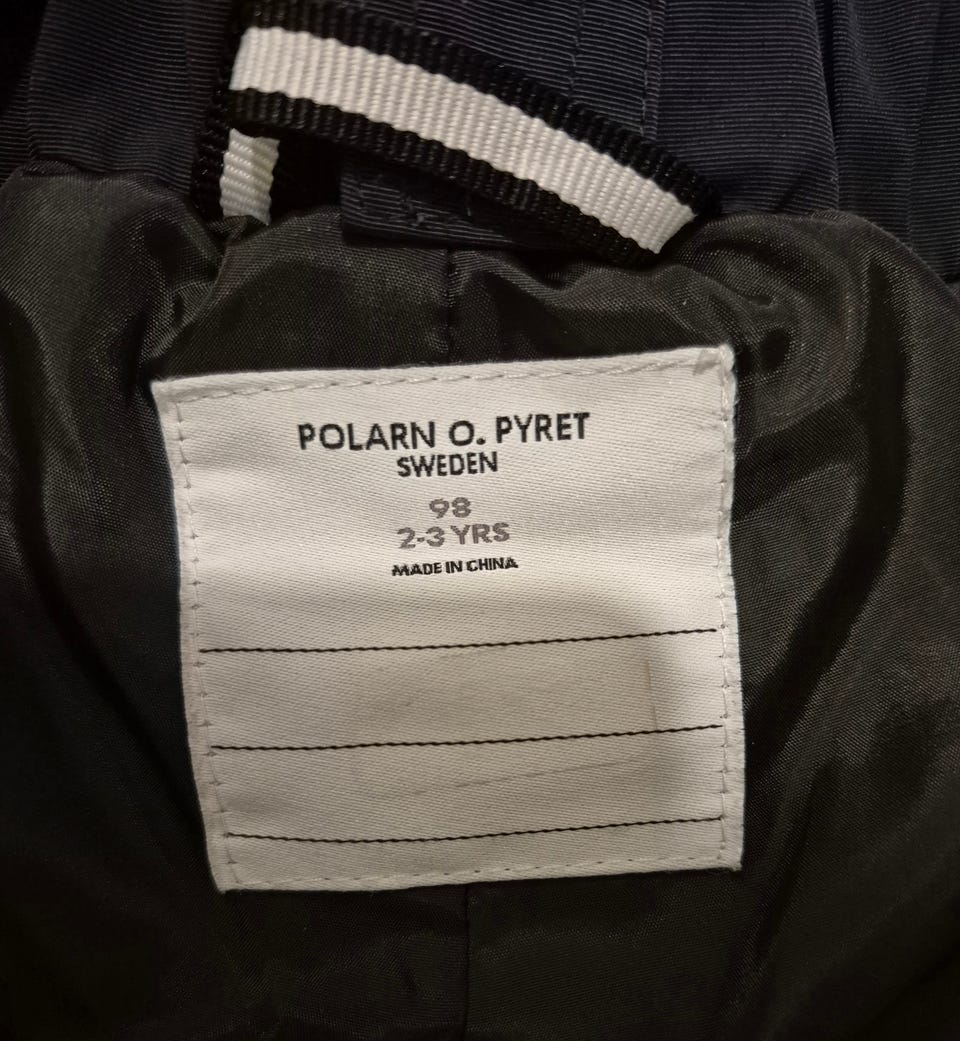 POLARN O. PYRET
SWEDEN
98
2-3 YRS
MADE IN CHINA